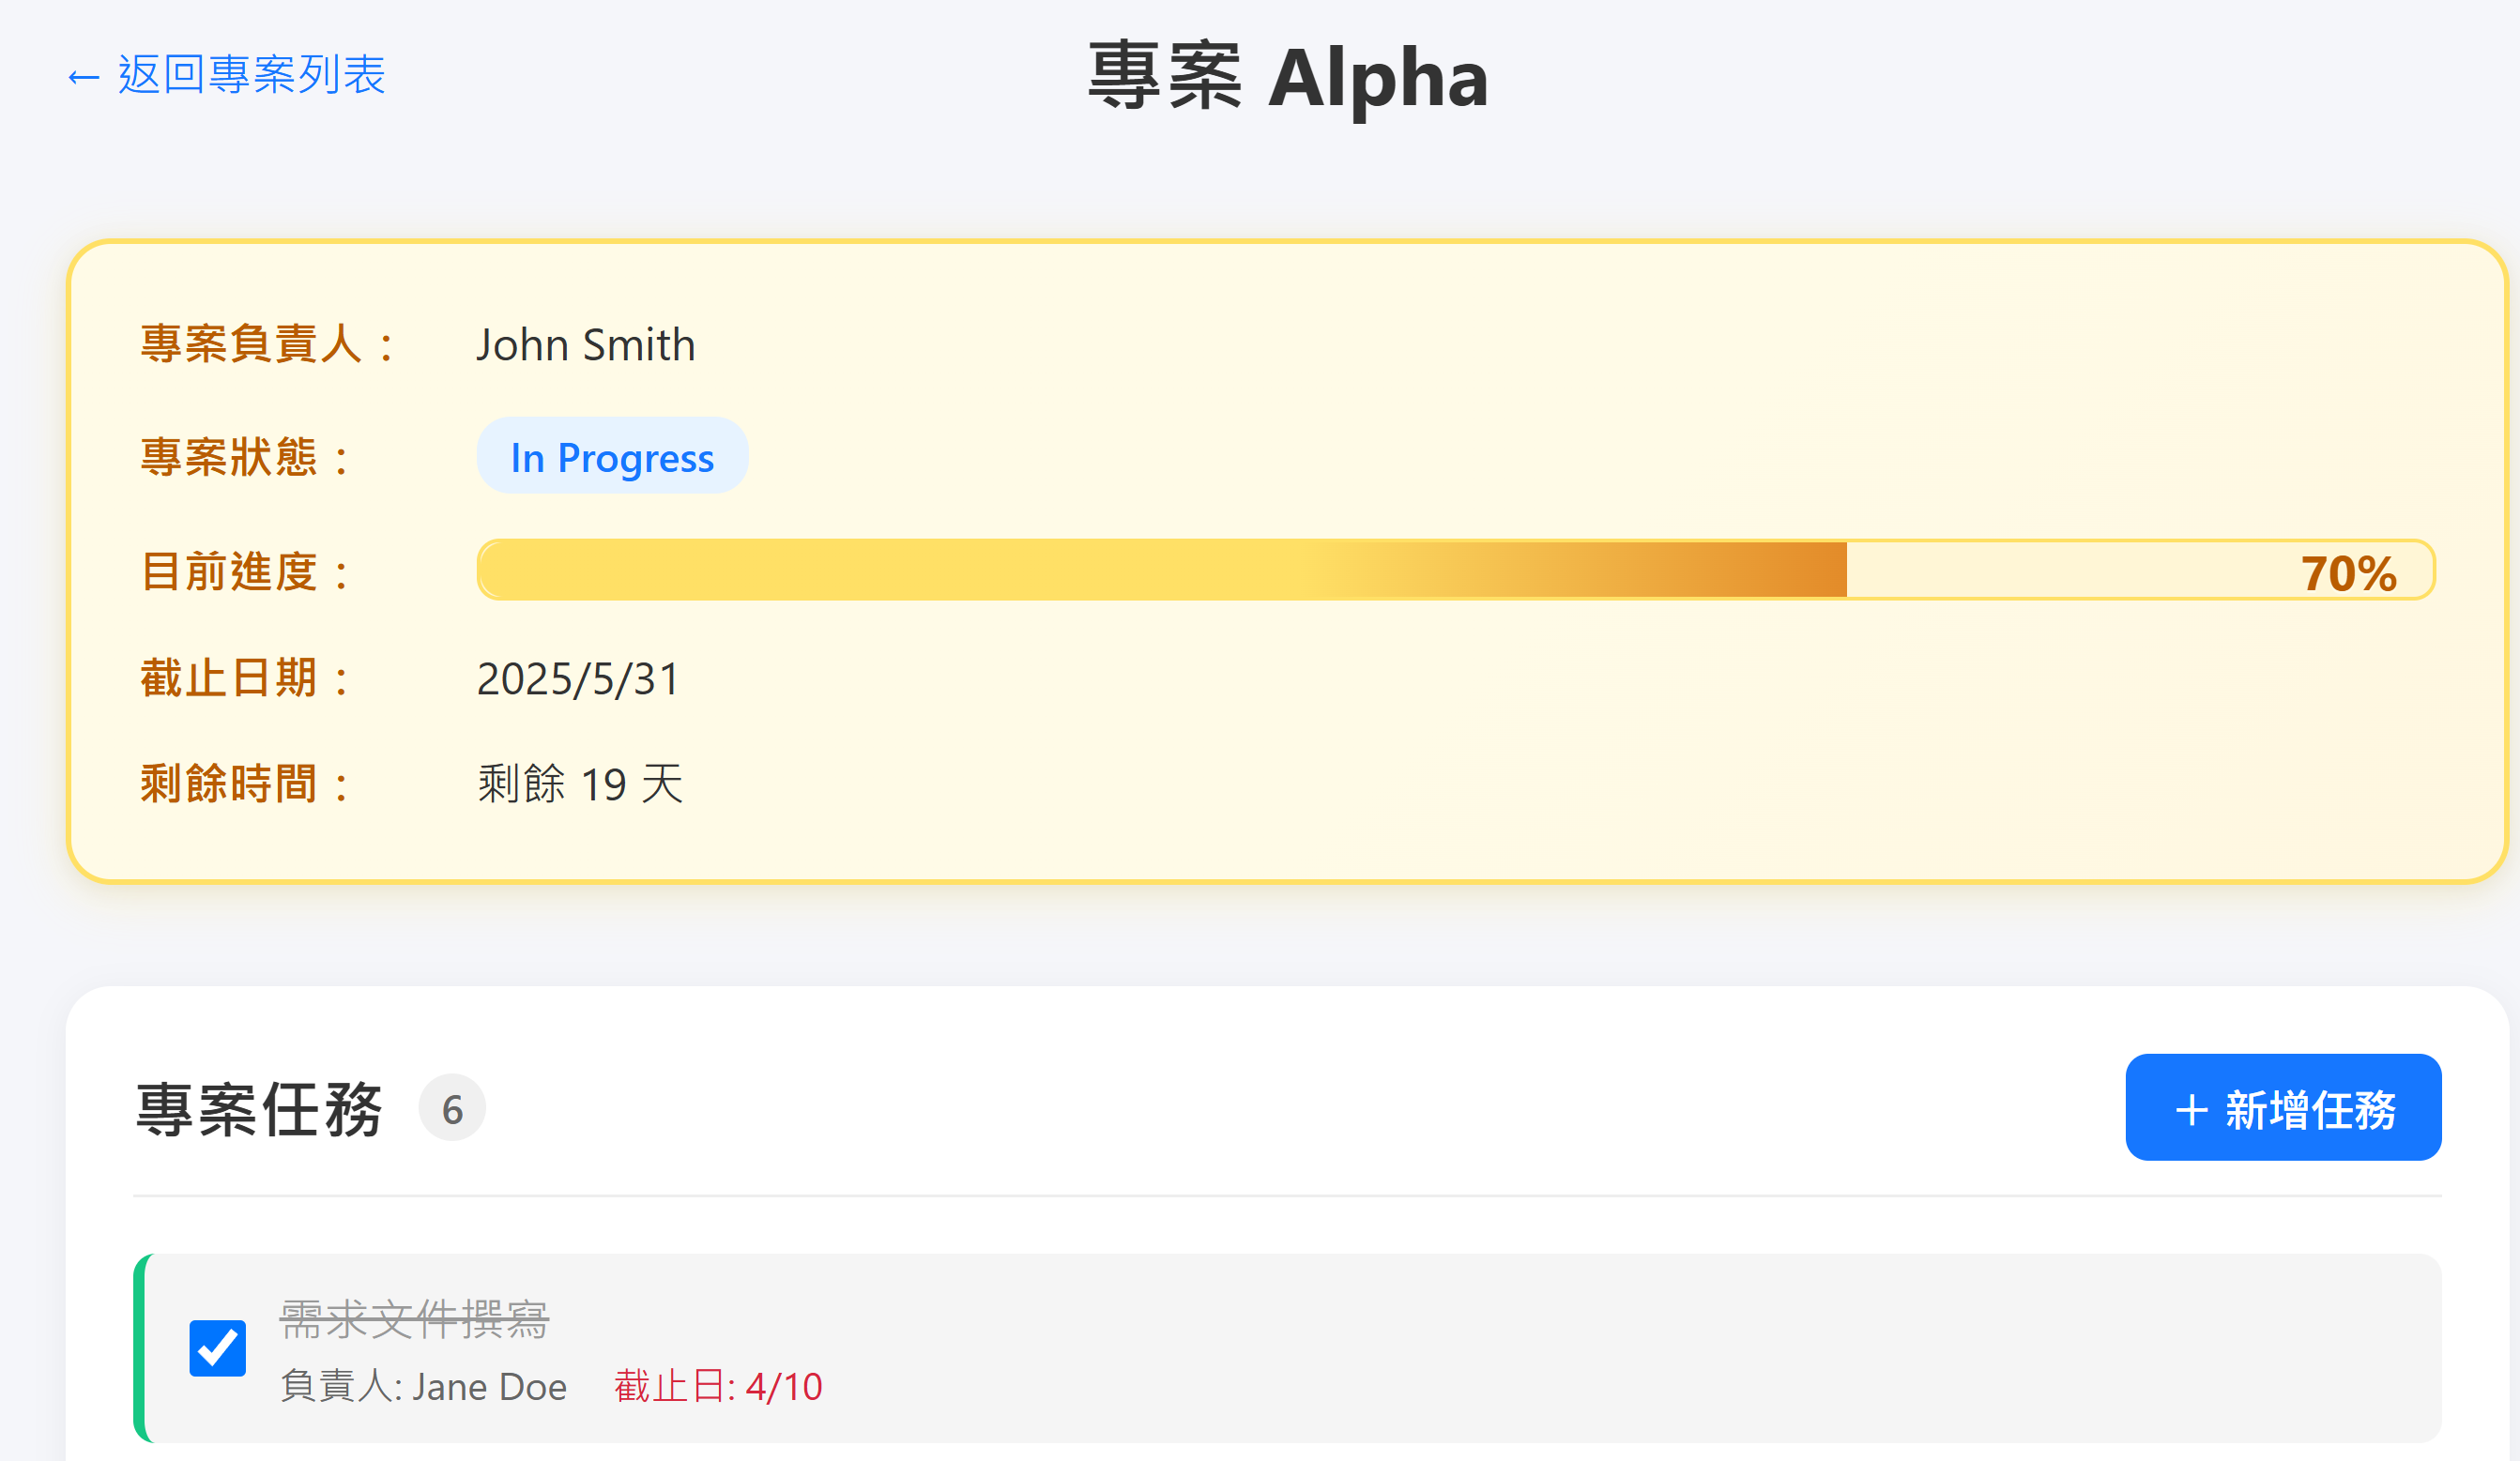 ← 返回專案列表
專案 Alpha
專案負責人： John Smith
專案狀態： In Progress
目前進度： 70%
截止日期： 2025/5/31
剩餘時間： 剩餘 19 天
專案任務 6
＋ 新增任務
需求文件撰寫
負責人: Jane Doe 截止日: 4/10